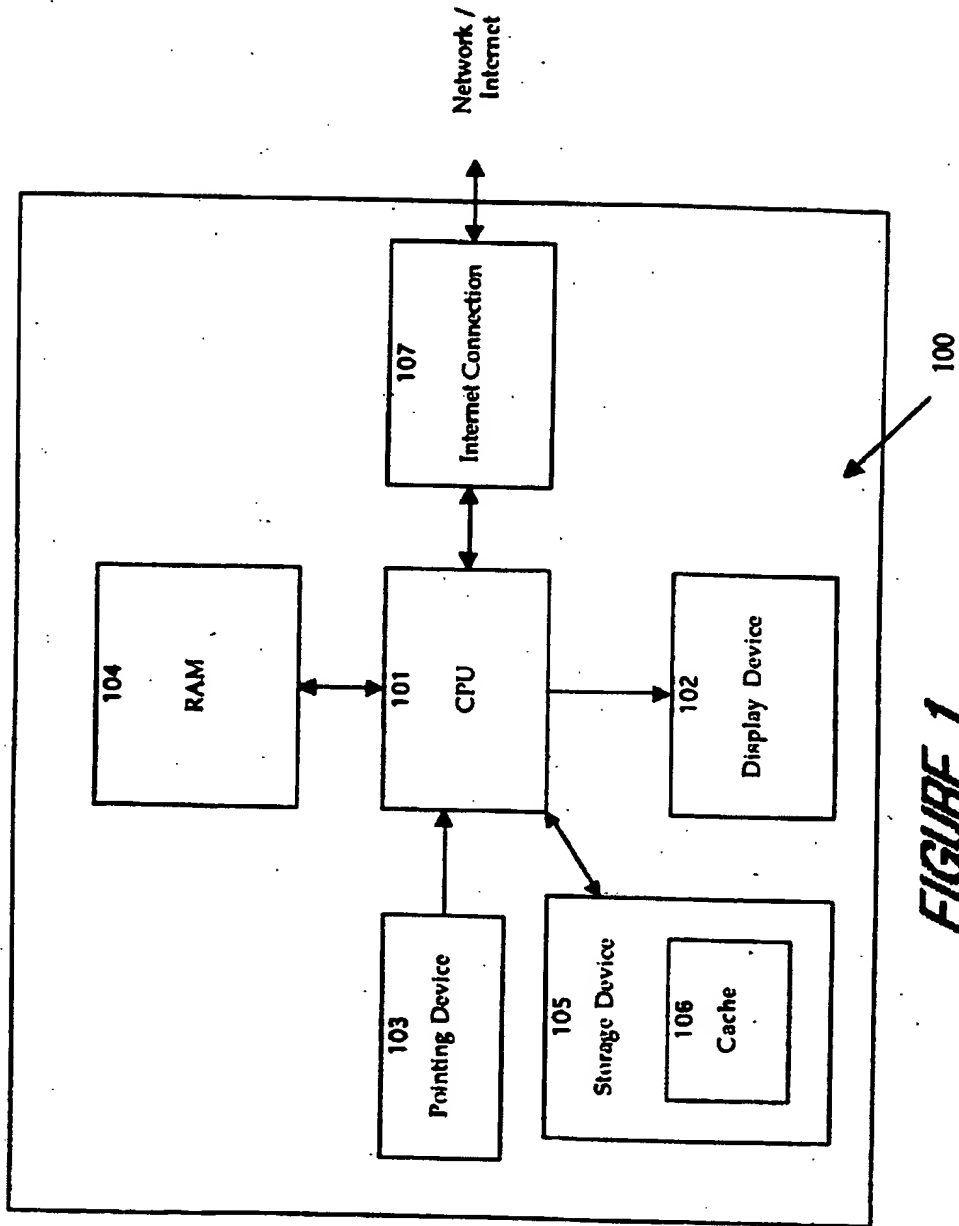 104
RAM
103
Pointing Device
101
CPU
107
Internet Connection
Network /
Internet
105
Storage Device
106
Cache
102
Display Device
100
FIGURE 1